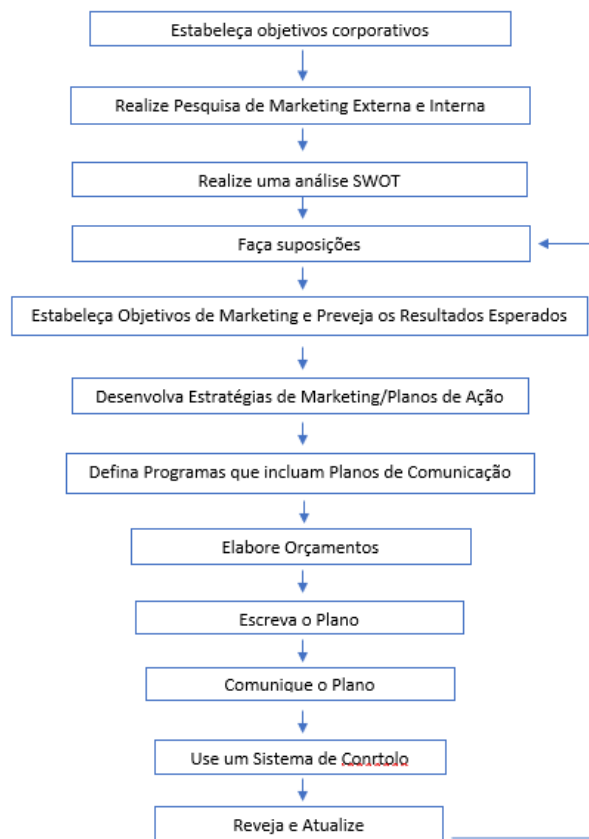 Estabeleça objetivos corporativos
Realize Pesquisa de Marketing Externa e Interna
Realize uma análise SWOT
Faça suposições
Estabeleça Objetivos de Marketing e Preveja os Resultados Esperados
Desenvolva Estratégias de Marketing/Planos de Ação
Defina Programas que incluam Planos de Comunicação
Elabore Orçamentos
Escreva o Plano
Comunique o Plano
Use um Sistema de Conrtolo
Reveja e Atualize